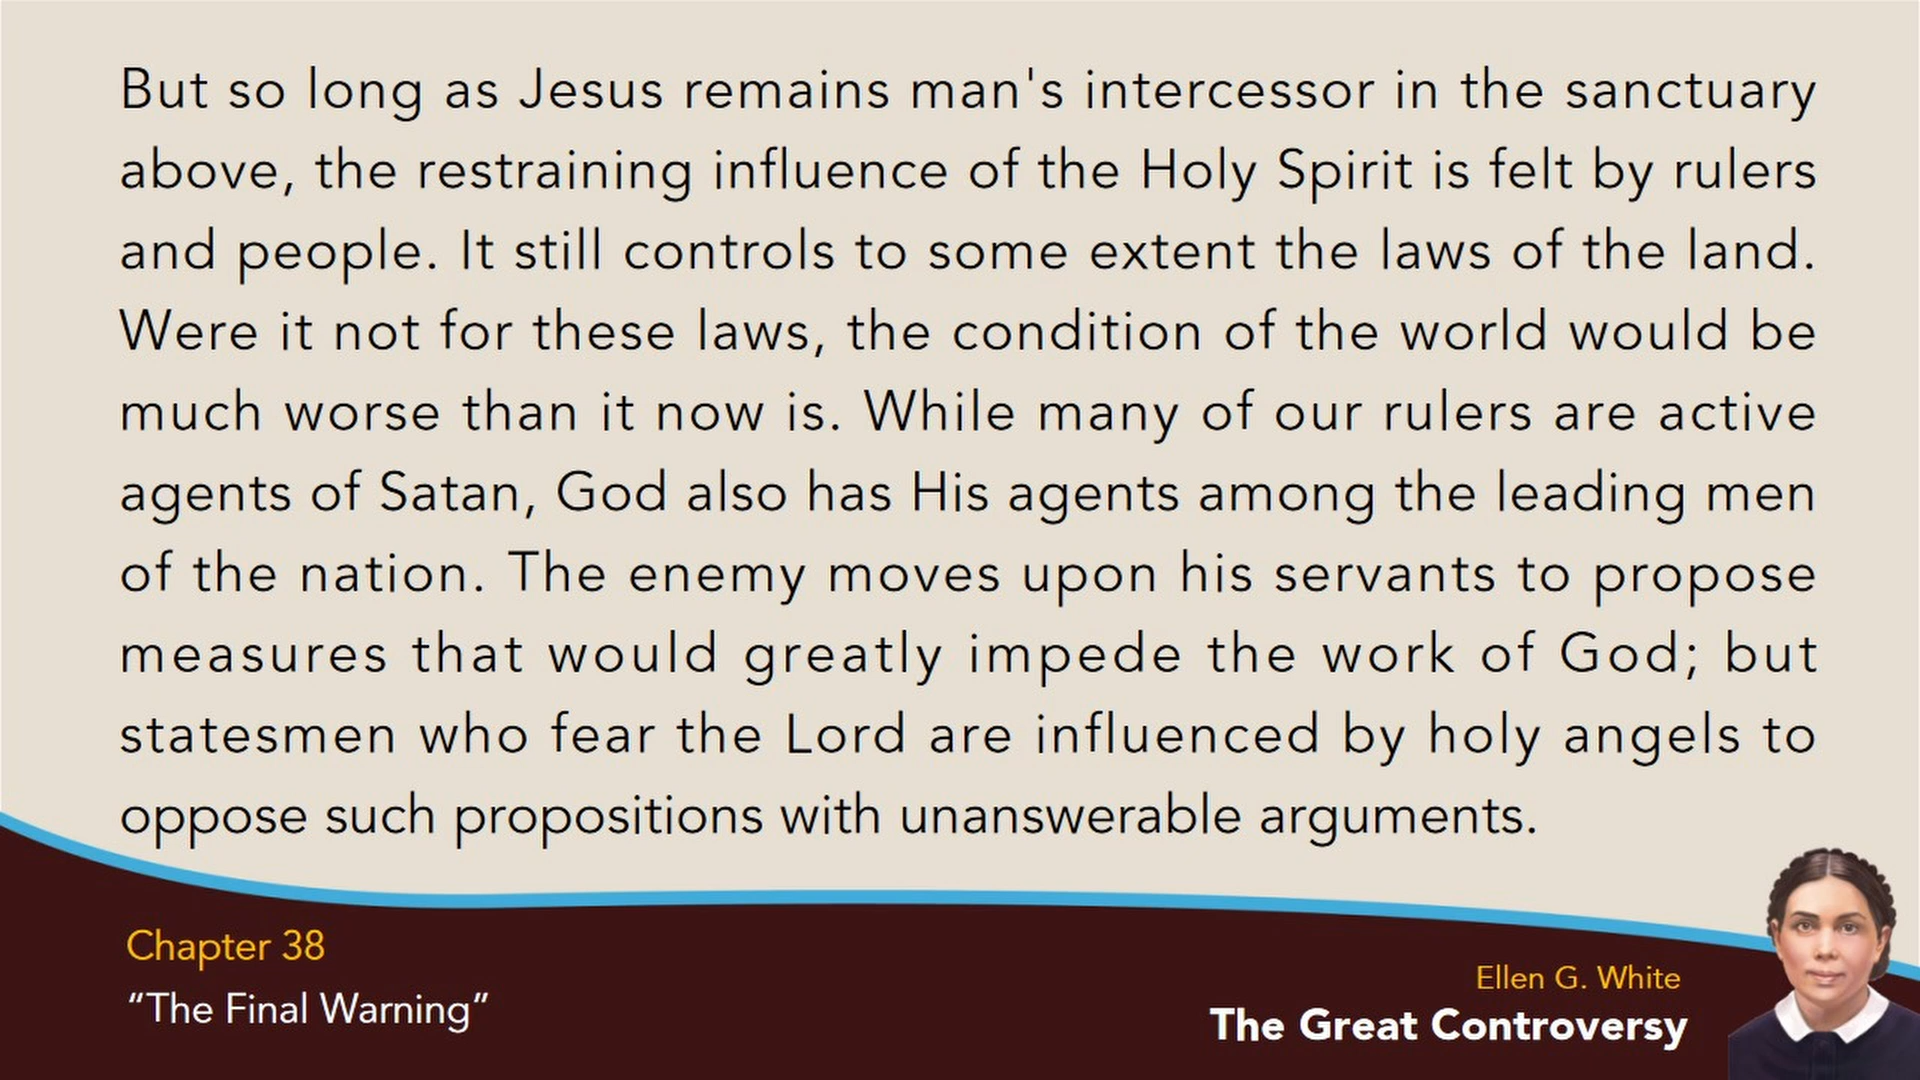 But so long as Jesus remains man's intercessor in the sanctuary
above, the restraining influence of the Holy Spirit is felt by rulers
and people. It still controls to some extent the laws of the land.
Were it not for these laws, the condition of the world would be
much worse than it now is. While many of our rulers are active
agents of Satan, God also has His agents among the leading men
of the nation. The enemy moves upon his servants to propose
measures that would greatly impede the work of God; but
statesmen who fear the Lord are influenced by holy angels to
oppose such propositions with unanswerable arguments.
Chapter 38
“The Final Warning”
Ellen G. White
The Great Controversy